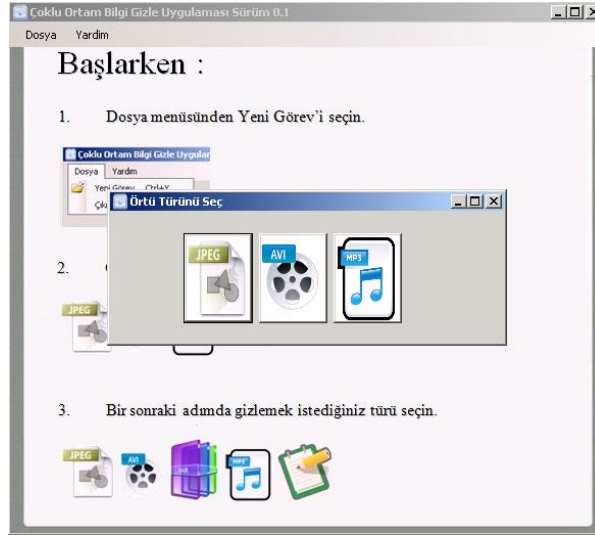 Çoklu Ortam Bilgi Gizle Uygulaması Sürüm 0.1
Dosya Yardim
Başlarken :
1. Dosya menüsünden Yeni Görev'i seçin.
Çoklu Ortam Bilgi Gizle Uygular
Dosya Yardım
Yeni Görev Ctrl+Y
Örtü Türünü Seç
JPEG AVI MP3
2.
JPEG
3. Bir sonraki adımda gizlemek istediğiniz türü seçin.
JPEG AVI MP3